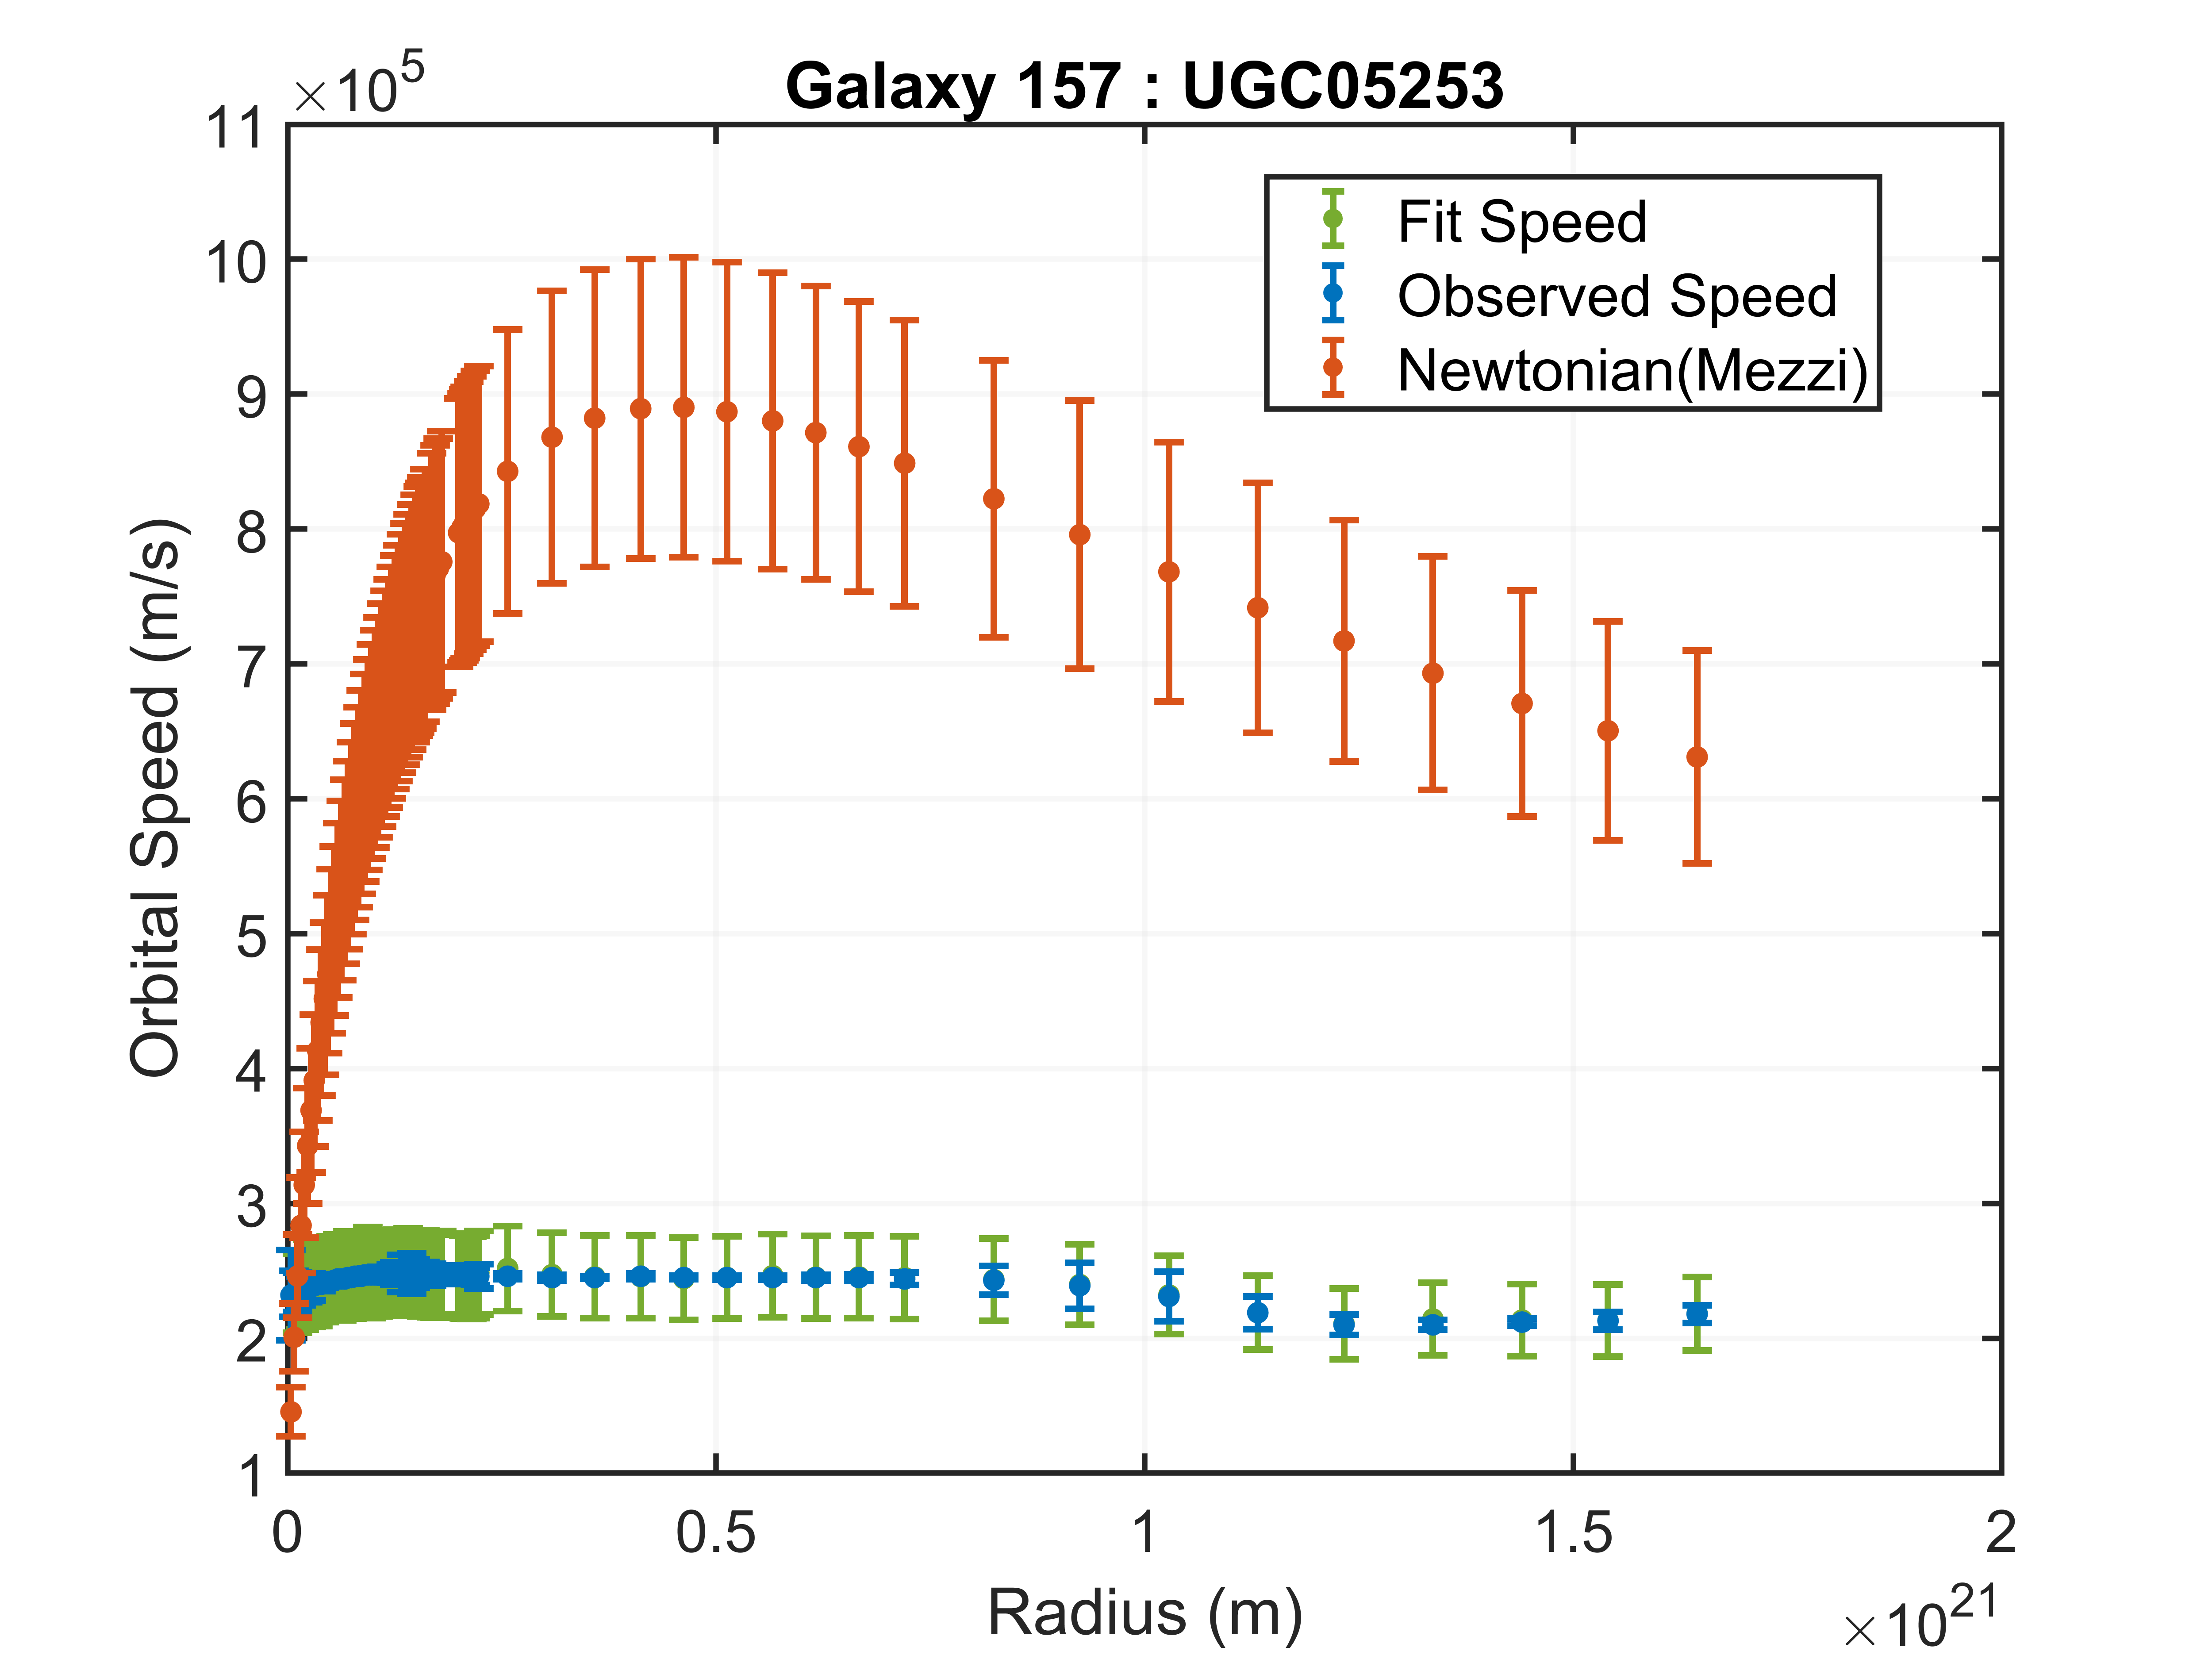 ×10^5
Galaxy 157 : UGC05253
11
10
9
8
7
6
5
4
3
2
1
Orbital Speed (m/s)
Fit Speed
Observed Speed
Newtonian(Mezzi)
0 0.5 1 1.5 2
Radius (m)
×10^21